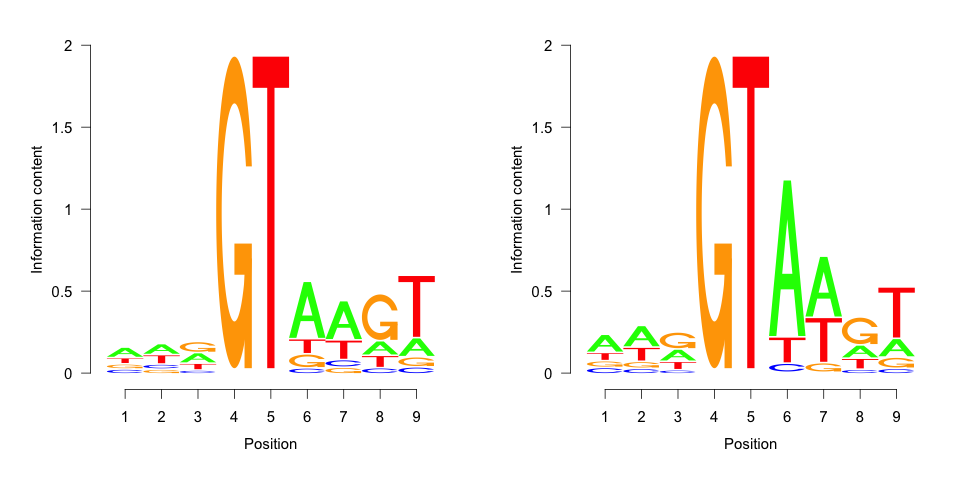 2
1.5
1
0.5
0
Information content
A A G G T A A G T
T T A T T A A
G C T G C T G
C G C C G C C
1 2 3 4 5 6 7 8 9
Position
2
1.5
1
0.5
0
Information content
A A G G T A A G T
T T A T T A A
G G T C G T G
C C C C C
1 2 3 4 5 6 7 8 9
Position